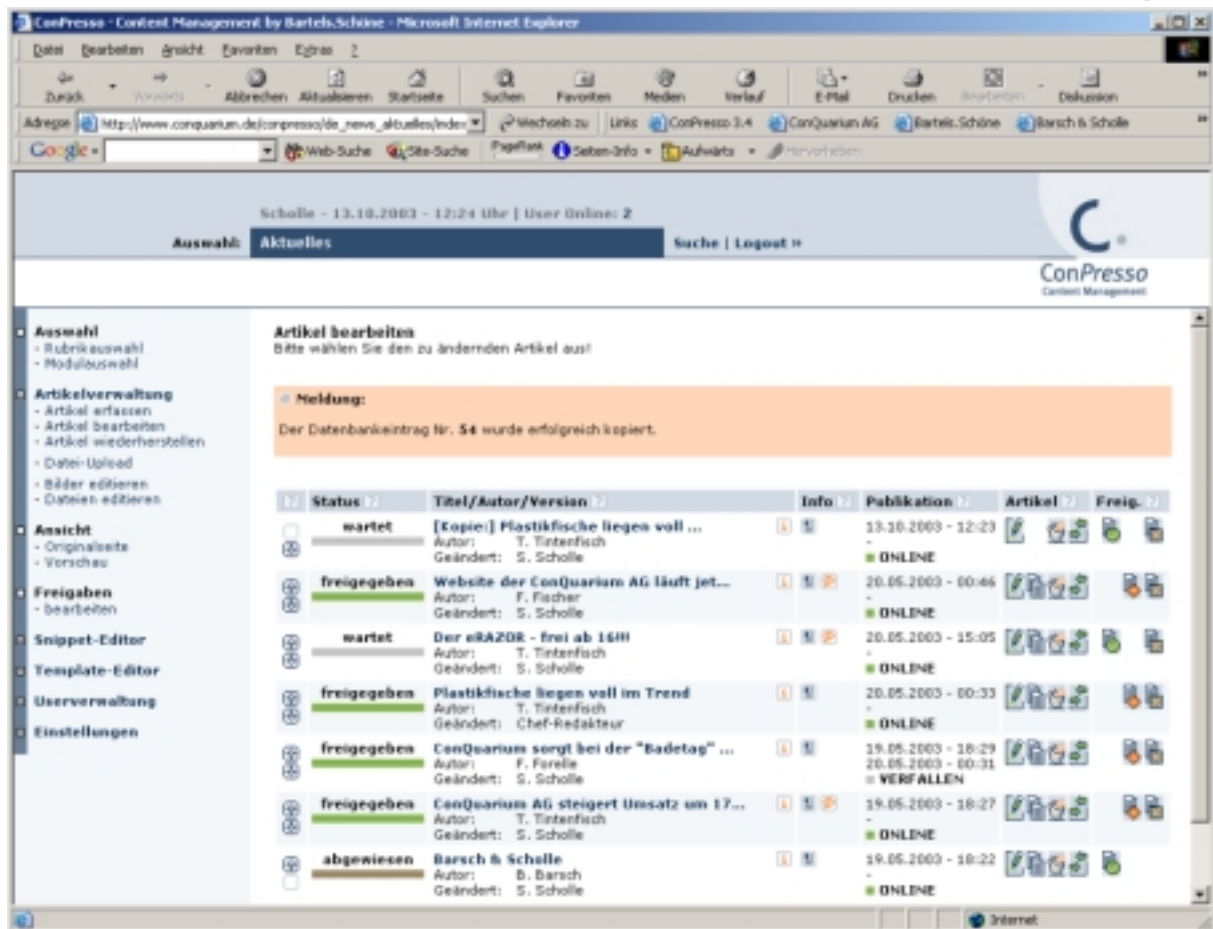 ConPresso - Content Management by Bartels.Schöne - Microsoft Internet Explorer
Datei Bearbeiten Ansicht Favoriten Extras ?
Zurück Vorwärts Abbrechen Aktualisieren Startseite Suchen Favoriten Medien Verlauf E-Mail Drucken Bearbeiten Diskussion
Adresse http://www.conquarium.de/conpresso/de_news_aktuelles/index Wechseln zu Links ConPresso 3.4 ConQuarium AG Bartels.Schöne Barsch & Scholle
Google Web-Suche Site-Suche PageRank Seiten-Info Aufwärts Hervorheben
Scholle - 13.10.2003 - 12:24 Uhr | User Online: 2
Auswahl: Aktuelles Suche | Logout »
C.
ConPresso
Content Management
Auswahl
- Rubrikauswahl
- Modulauswahl
Artikelverwaltung
- Artikel erfassen
- Artikel bearbeiten
- Artikel wiederherstellen
- Datei-Upload
- Bilder editieren
- Dateien editieren
Ansicht
- Originalseite
- Vorschau
Freigaben
- bearbeiten
Snippet-Editor
Template-Editor
Userverwaltung
Einstellungen
Artikel bearbeiten
Bitte wählen Sie den zu ändernden Artikel aus!
Meldung:
Der Datenbankeintrag Nr. 54 wurde erfolgreich kopiert.
? Status ? Titel/Autor/Version ? Info ? Publikation ? Artikel ? Freig. ?
wartet [Kopie:] Plastikfische liegen voll ... 13.10.2003 - 12:23
Autor: T. Tintenfisch -
Geändert: S. Scholle ONLINE
freigegeben Website der ConQuarium AG läuft jet... 20.05.2003 - 00:46
Autor: F. Fischer -
Geändert: S. Scholle ONLINE
wartet Der eRAZOR - frei ab 16!!! 20.05.2003 - 15:05
Autor: T. Tintenfisch -
Geändert: S. Scholle ONLINE
freigegeben Plastikfische liegen voll im Trend 20.05.2003 - 00:33
Autor: T. Tintenfisch -
Geändert: Chef-Redakteur ONLINE
freigegeben ConQuarium sorgt bei der "Badetag" ... 19.05.2003 - 18:29
Autor: F. Forelle 20.05.2003 - 00:31
Geändert: S. Scholle VERFALLEN
freigegeben ConQuarium AG steigert Umsatz um 17... 19.05.2003 - 18:27
Autor: T. Tintenfisch -
Geändert: S. Scholle ONLINE
abgewiesen Barsch & Scholle 19.05.2003 - 18:22
Autor: B. Barsch -
Geändert: S. Scholle ONLINE
Internet